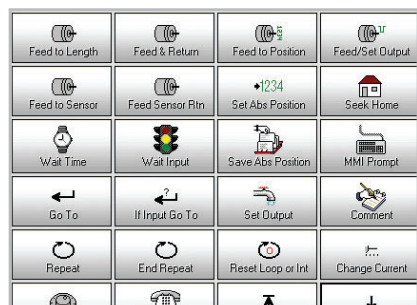 Feed to Length
Feed & Return
Feed to Position
Feed/Set Output
Feed to Sensor
Feed Sensor Rtn
1234
Set Abs Position
Seek Home
Wait Time
Wait Input
Save Abs Position
MMI Prompt
Go To
?
If Input Go To
Set Output
Comment
Repeat
End Repeat
Reset Loop or Int
Change Current